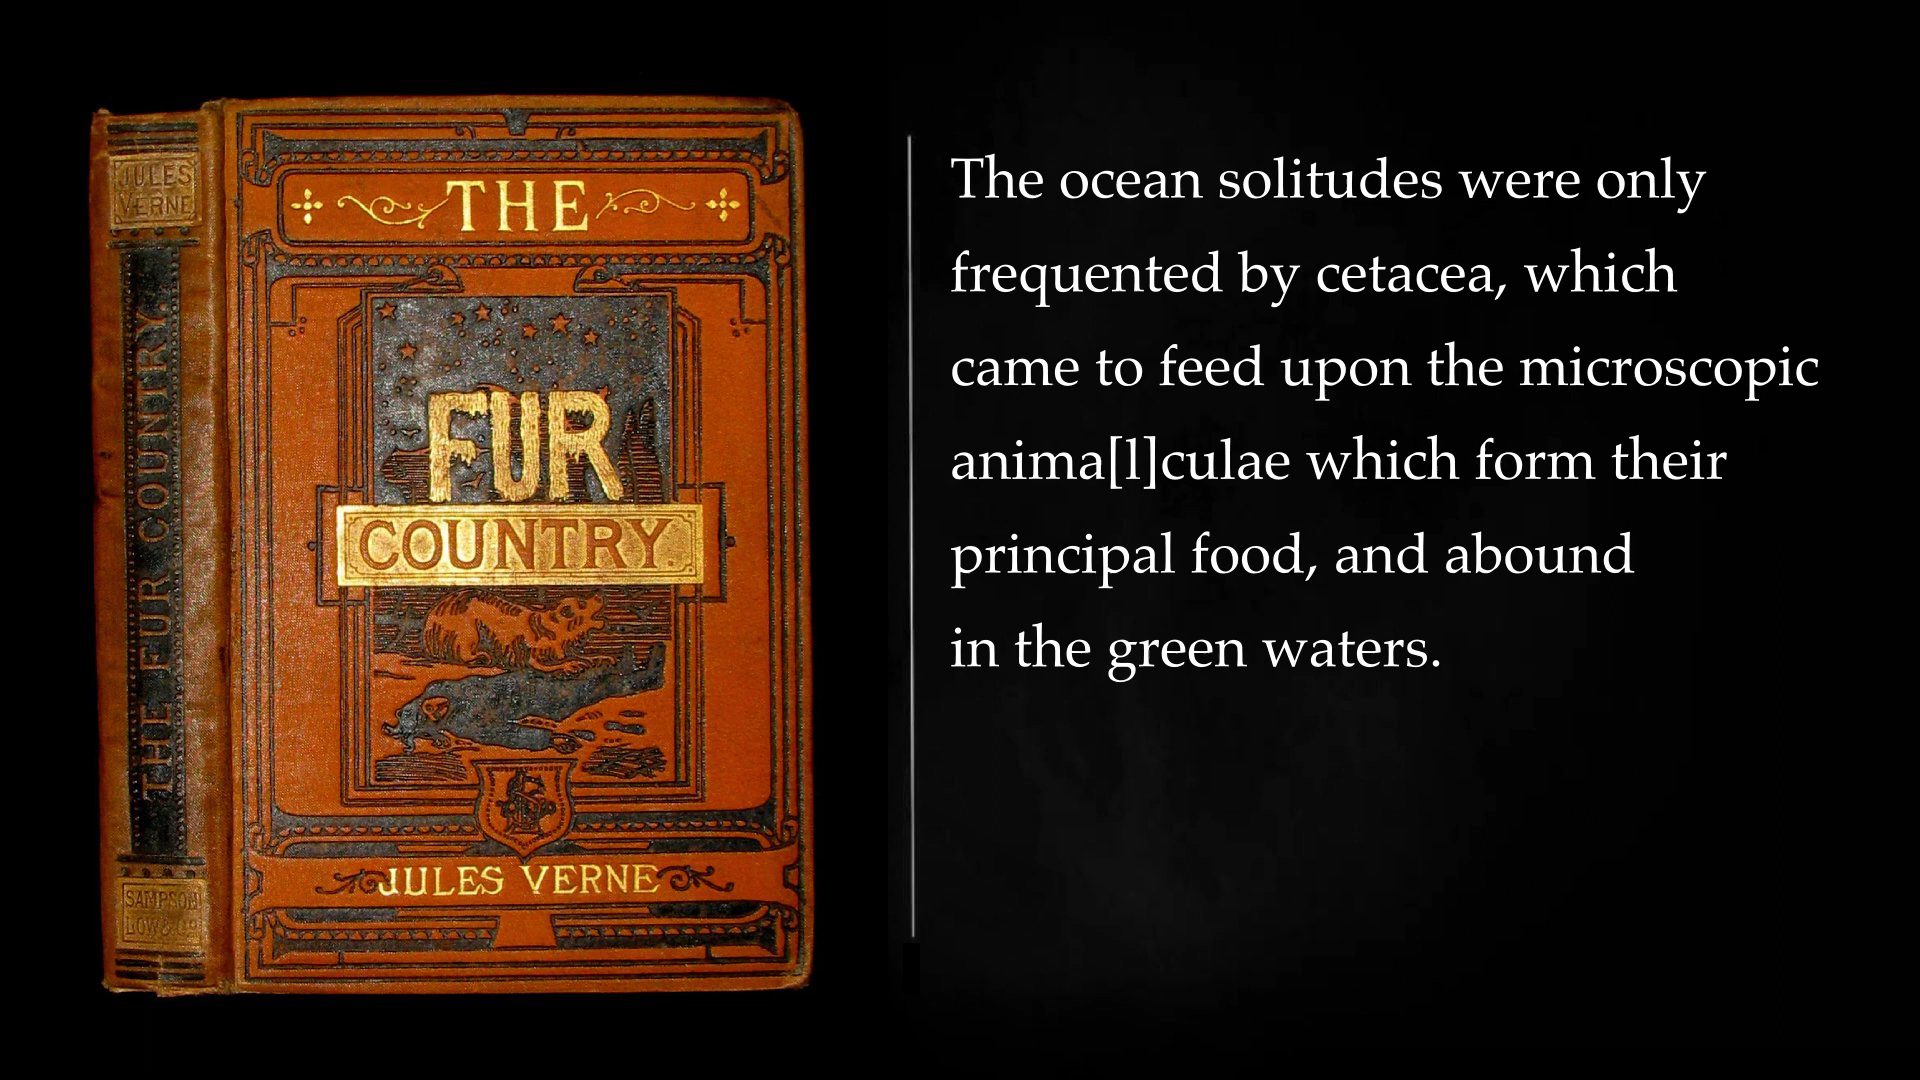 JULES
VERNE
THE FUR COUNTRY.
SAMPSON
LOW & Co
THE
FUR
COUNTRY.
JULES VERNE
The ocean solitudes were only
frequented by cetacea, which
came to feed upon the microscopic
anima[l]culae which form their
principal food, and abound
in the green waters.